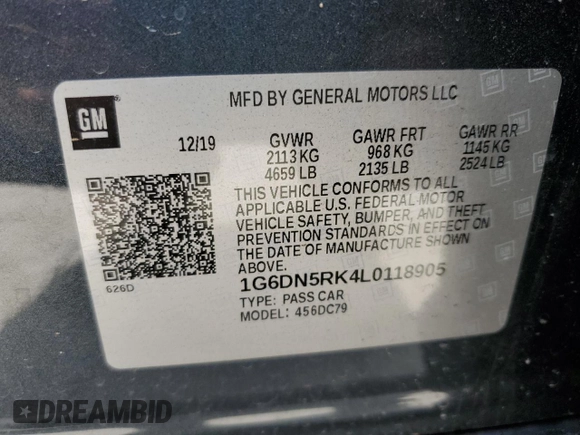 GM
MFD BY GENERAL MOTORS LLC
12/19 GVWR GAWR FRT GAWR RR
2113 KG 968 KG 1145 KG
4659 LB 2135 LB 2524 LB
THIS VEHICLE CONFORMS TO ALL
APPLICABLE U.S. FEDERAL-MOTOR
VEHICLE SAFETY, BUMPER, AND THEFT
PREVENTION STANDARDS IN EFFECT ON
THE DATE OF MANUFACTURE SHOWN
ABOVE.
626D
1G6DN5RK4L0118905
TYPE: PASS CAR
MODEL: 456DC79
DREAMBID